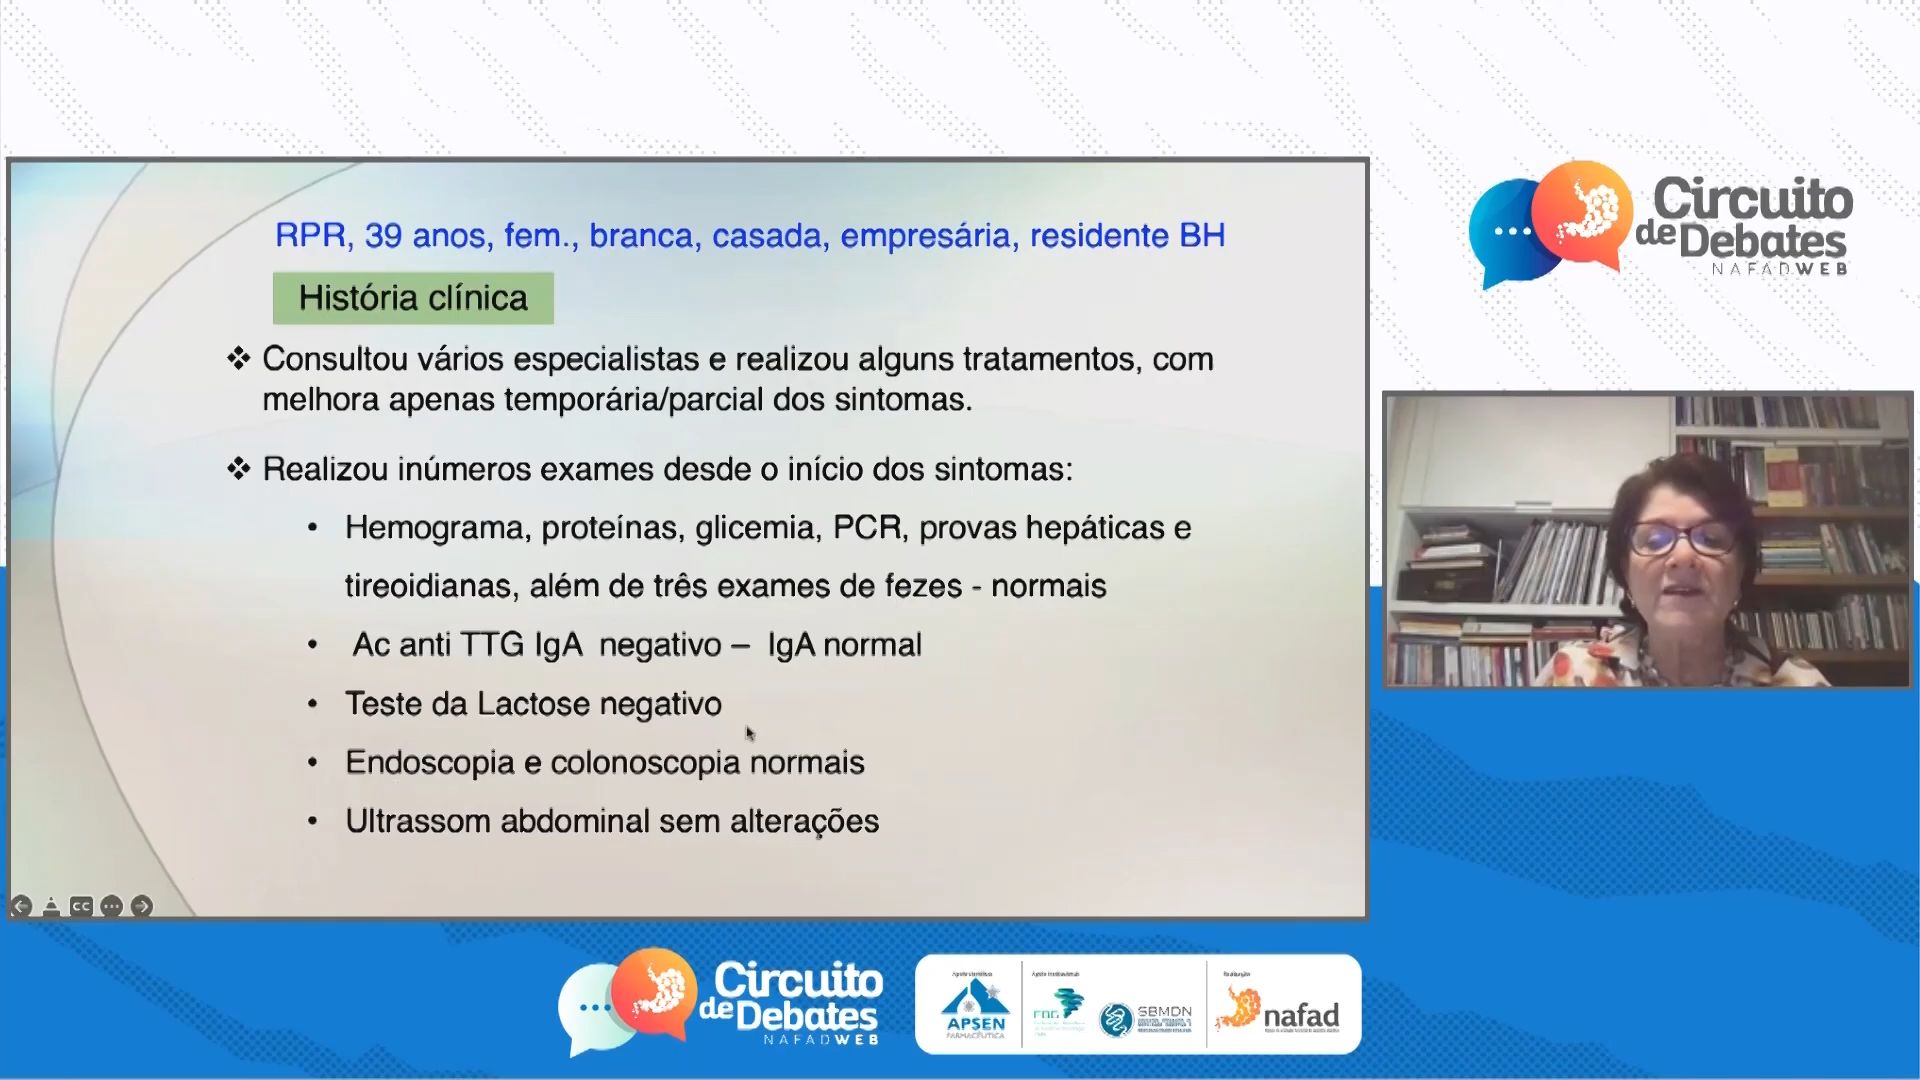 RPR, 39 anos, fem., branca, casada, empresária, residente BH
História clínica
❖ Consultou vários especialistas e realizou alguns tratamentos, com
melhora apenas temporária/parcial dos sintomas.
❖ Realizou inúmeros exames desde o início dos sintomas:
• Hemograma, proteínas, glicemia, PCR, provas hepáticas e
tireoidianas, além de três exames de fezes - normais
• Ac anti TTG IgA negativo – IgA normal
• Teste da Lactose negativo
• Endoscopia e colonoscopia normais
• Ultrassom abdominal sem alterações
CC
Circuito
de Debates
NAFADWEB
Circuito
de Debates
NAFADWEB
APSEN
FARMACÊUTICA
SBMDN
nafad